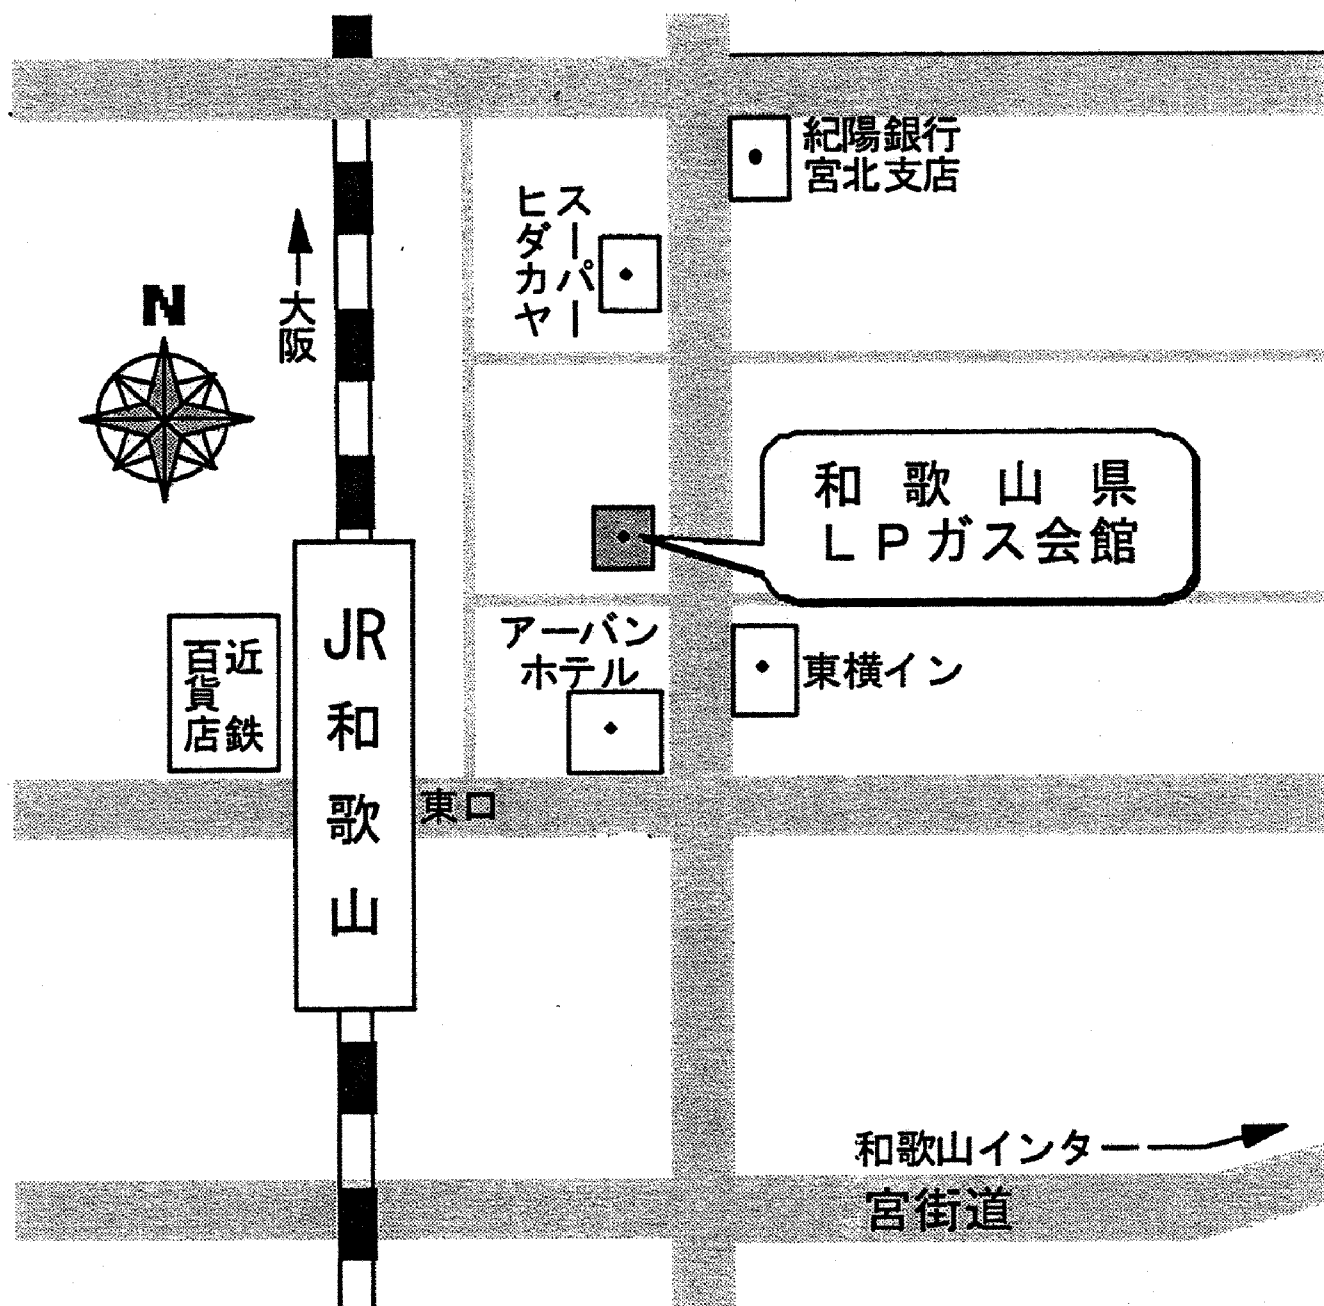 紀陽銀行
宮北支店
スーパー
ヒダカヤ
N
大阪
和歌山県
LPガス会館
JR和歌山
近鉄
百貨店
アーバン
ホテル
東横イン
東口
和歌山インター
宮街道